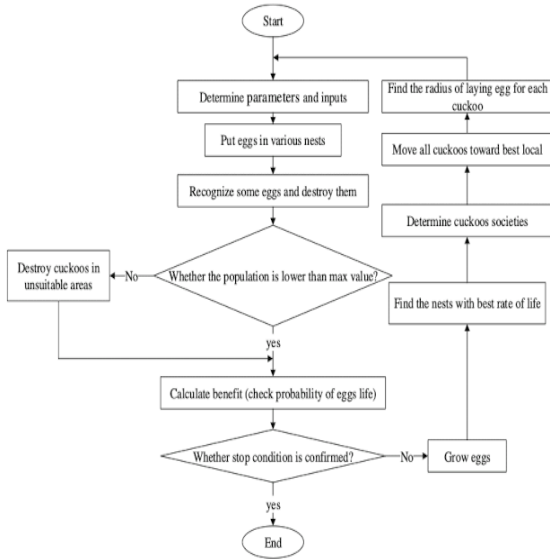 Start
Determine parameters and inputs
Put eggs in various nests
Recognize some eggs and destroy them
Whether the population is lower than max value?
No
Destroy cuckoos in
unsuitable areas
yes
Calculate benefit (check probability of eggs life)
Whether stop condition is confirmed?
No
Grow eggs
Find the nests with best rate of life
Determine cuckoos societies
Move all cuckoos toward best local
Find the radius of laying egg for each
cuckoo
yes
End